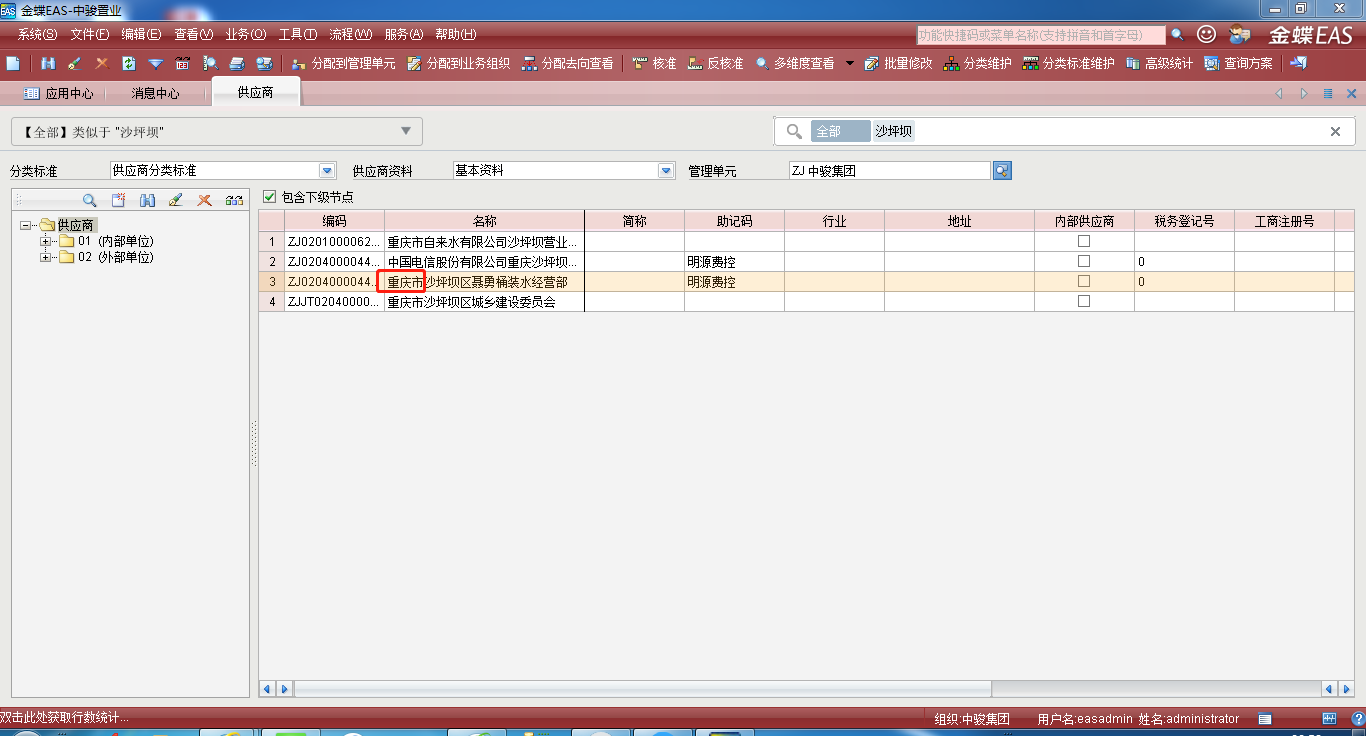 金蝶EAS-中骏置业
系统(S) 文件(F) 编辑(E) 查看(V) 业务(O) 工具(T) 流程(W) 服务(A) 帮助(H)
功能快捷码或菜单名称(支持拼音和首字母)
金蝶EAS
分配到管理单元 分配到业务组织 分配去向查看 核准 反核准 多维度查看 批量修改 分类维护 分类标准维护 高级统计 查询方案
应用中心 消息中心 供应商
【全部】类似于 "沙坪坝"
全部 沙坪坝
分类标准 供应商分类标准 供应商资料 基本资料 管理单元 ZJ 中骏集团
包含下级节点
供应商
01 (内部单位)
02 (外部单位)
编码 名称 简称 助记码 行业 地址 内部供应商 税务登记号 工商注册号
1 ZJ0201000062... 重庆市自来水有限公司沙坪坝营业...
2 ZJ0204000044... 中国电信股份有限公司重庆沙坪坝... 明源费控 0
3 ZJ0204000044... 重庆市沙坪坝区聂勇桶装水经营部 明源费控 0
4 ZJJT02040000... 重庆市沙坪坝区城乡建设委员会
双击此处获取行数统计...
组织:中骏集团 用户名:easadmin 姓名:administrator